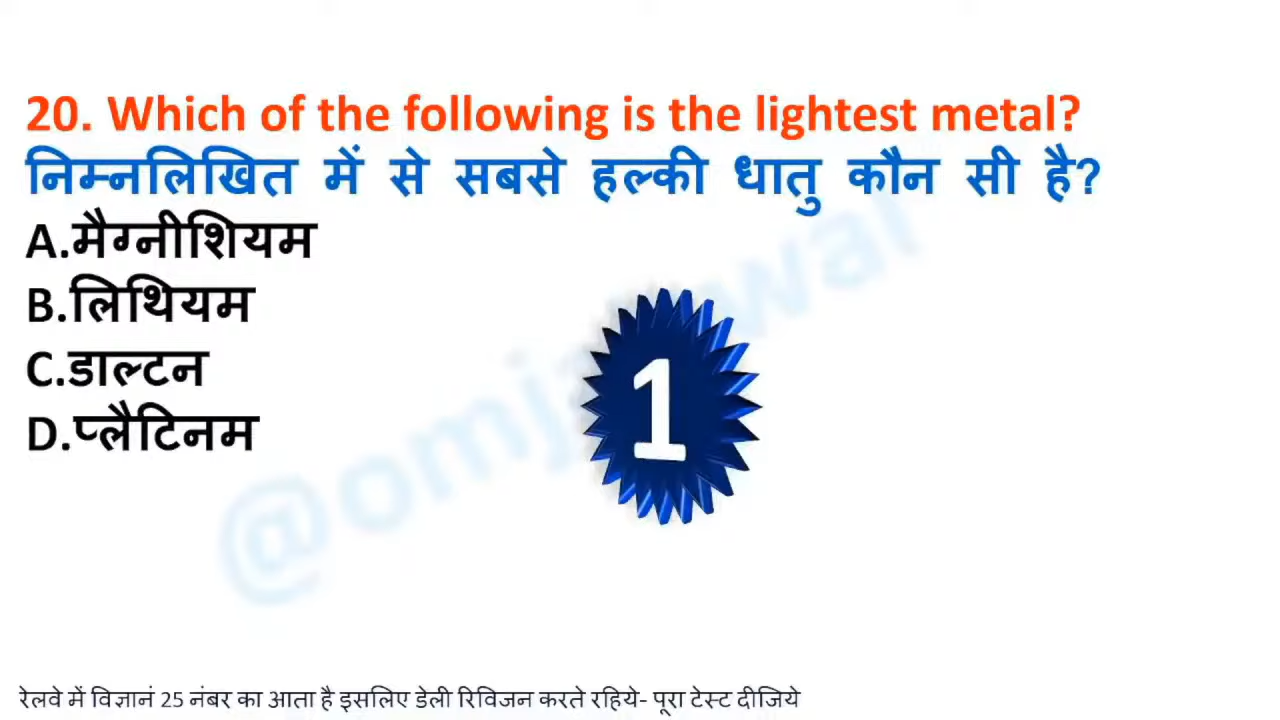 20. Which of the following is the lightest metal?
निम्नलिखित में से सबसे हल्की धातु कौन सी है?
A.मैग्नीशियम
B.लिथियम
C.डाल्टन
D.प्लैटिनम
1
रेलवे में विज्ञानं 25 नंबर का आता है इसलिए डेली रिविजन करते रहिये- पूरा टेस्ट दीजिये